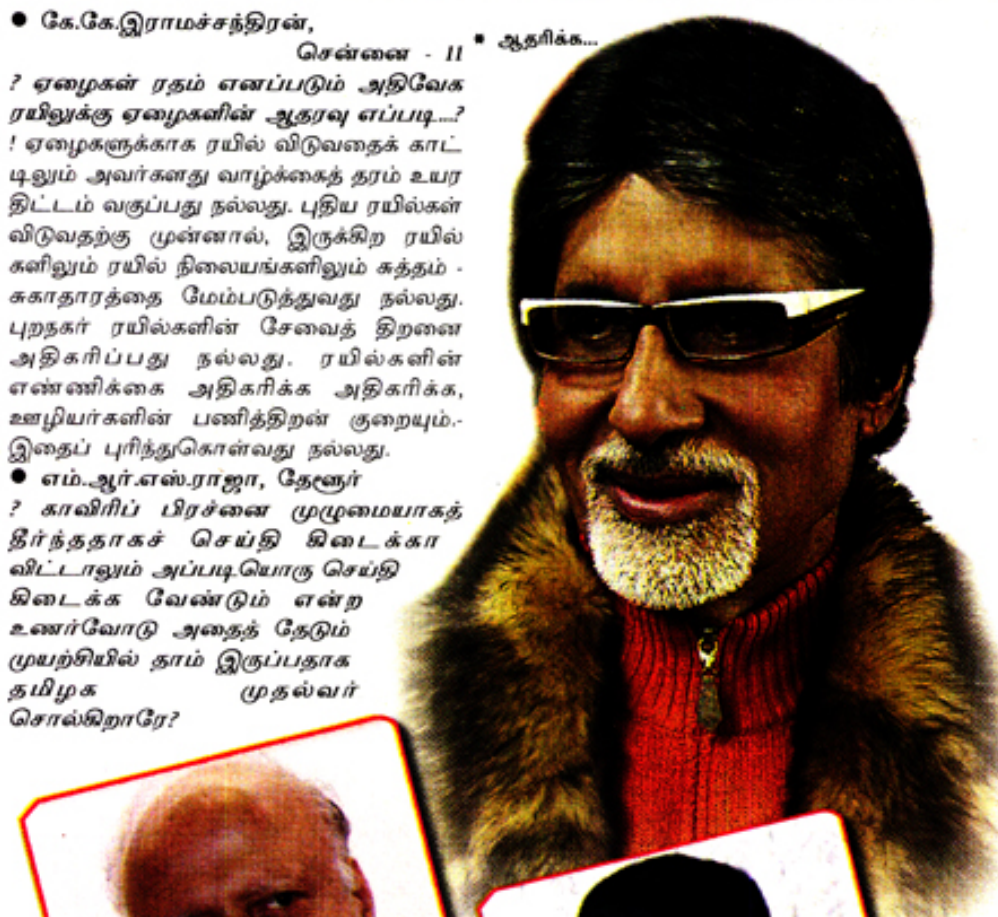 ● கே.கே.இராமச்சந்திரன்,
சென்னை - 11
? ஏழைகள் ரதம் எனப்படும் அதிவேக
ரயிலுக்கு ஏழைகளின் ஆதரவு எப்படி...?
! ஏழைகளுக்காக ரயில் விடுவதைக் காட்
டிலும் அவர்களது வாழ்க்கைத் தரம் உயர
திட்டம் வகுப்பது நல்லது. புதிய ரயில்கள்
விடுவதற்கு முன்னால், இருக்கிற ரயில்
களிலும் ரயில் நிலையங்களிலும் சுத்தம் -
சுகாதாரத்தை மேம்படுத்துவது நல்லது.
புறநகர் ரயில்களின் சேவைத் திறனை
அதிகரிப்பது நல்லது. ரயில்களின்
எண்ணிக்கை அதிகரிக்க அதிகரிக்க,
ஊழியர்களின் பணித்திறன் குறையும்.-
இதைப் புரிந்துகொள்வது நல்லது.
● எம்.ஆர்.எஸ்.ராஜா, தேளூர்
? காவிரிப் பிரச்னை முழுமையாகத்
தீர்ந்ததாகச் செய்தி கிடைக்கா
விட்டாலும் அப்படியொரு செய்தி
கிடைக்க வேண்டும் என்ற
உணர்வோடு அதைத் தேடும்
முயற்சியில் தாம் இருப்பதாக
தமிழக முதல்வர்
சொல்கிறாரே?
▪ ஆதரிக்க...